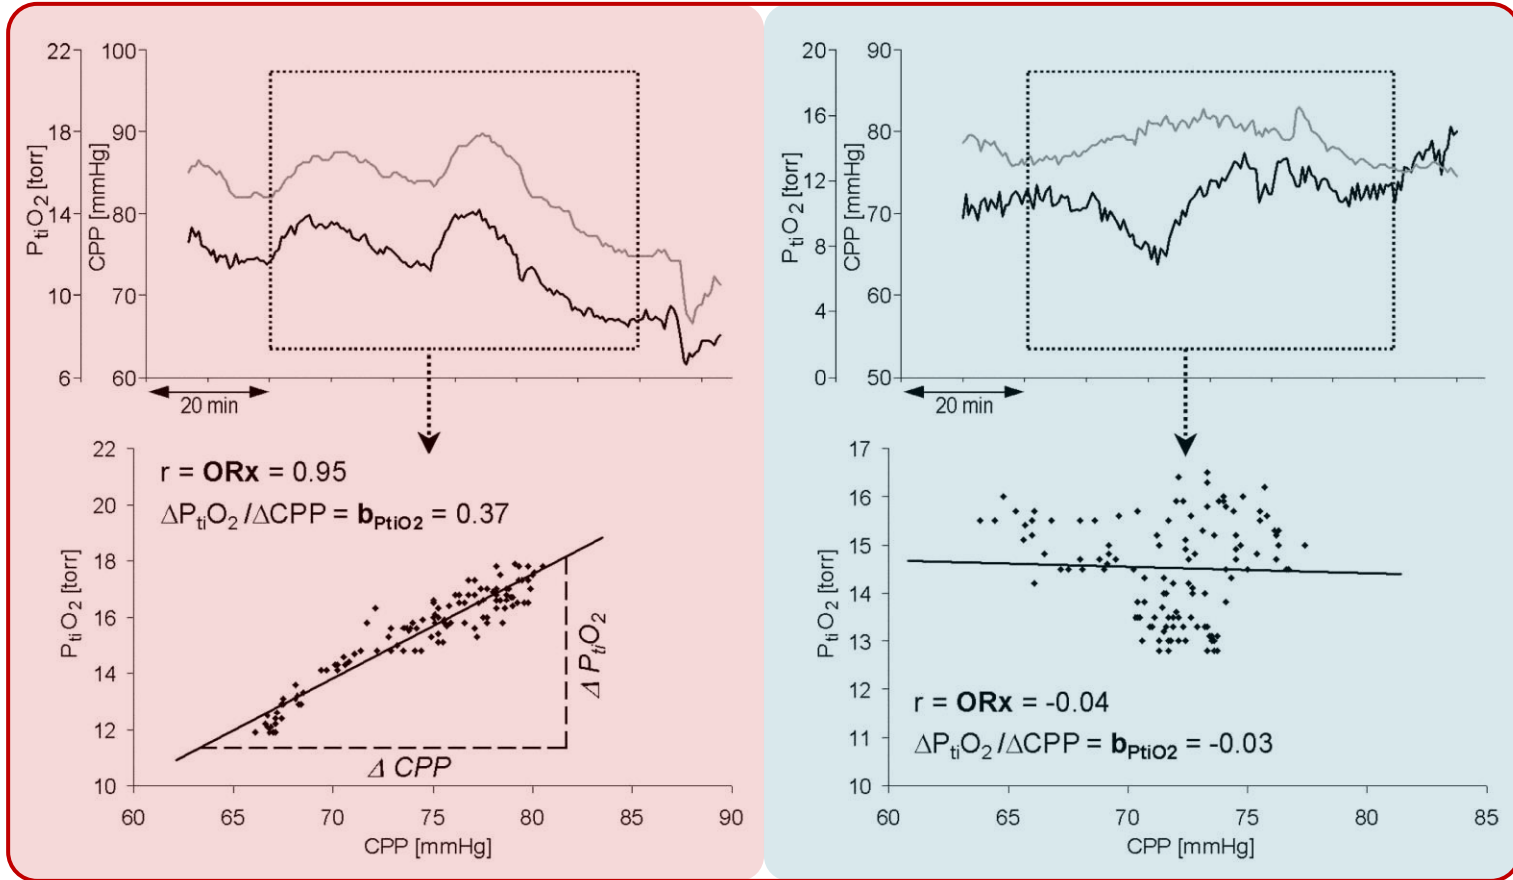 22
18
14
10
6
PtiO2 [torr]
100
90
80
70
60
CPP [mmHg]
20 min
22
20
18
16
14
12
10
PtiO2 [torr]
r = ORx = 0.95
ΔPtiO2 /ΔCPP = bPtiO2 = 0.37
Δ PtiO2
Δ CPP
60 65 70 75 80 85 90
CPP [mmHg]
20
16
12
8
4
0
PtiO2 [torr]
90
80
70
60
50
CPP [mmHg]
20 min
17
16
15
14
13
12
11
10
PtiO2 [torr]
r = ORx = -0.04
ΔPtiO2 /ΔCPP = bPtiO2 = -0.03
60 65 70 75 80 85
CPP [mmHg]